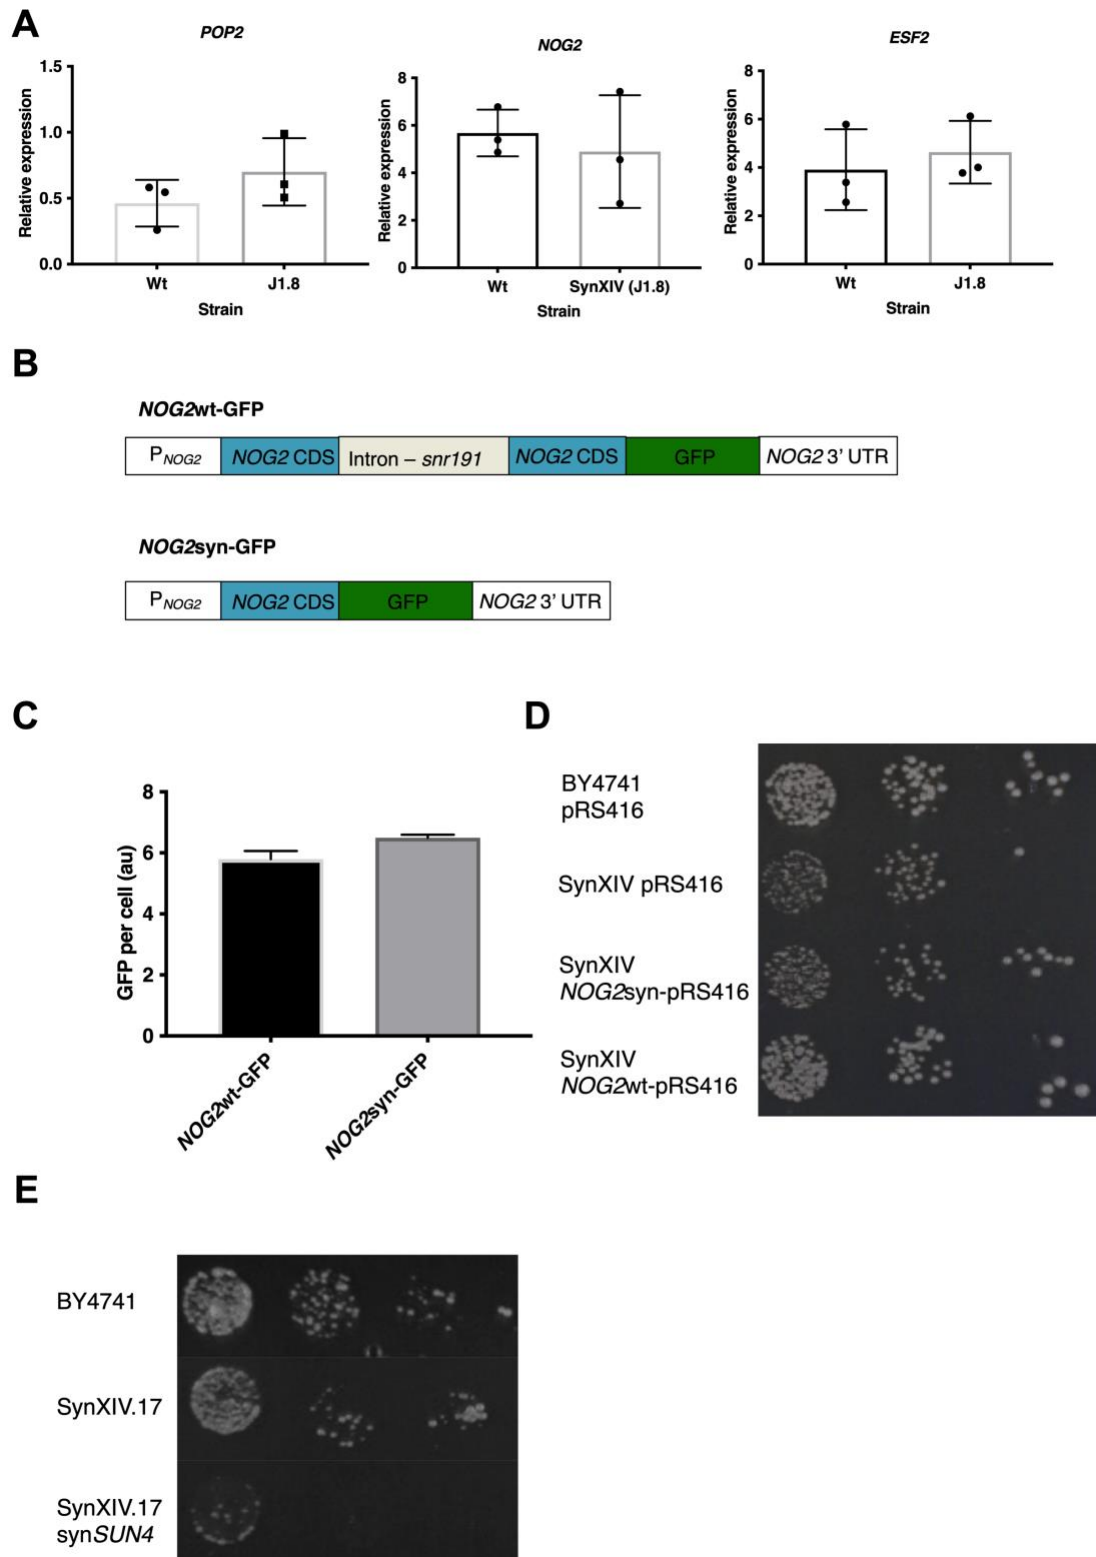 A
POP2
Relative expression
1.5
1.0
0.5
0.0
Wt
J1.8
Strain
NOG2
Relative expression
8
6
4
2
0
Wt
SynXIV (J1.8)
Strain
ESF2
Relative expression
8
6
4
2
0
Wt
J1.8
Strain
B
NOG2wt-GFP
PNOG2 NOG2 CDS Intron – snr191 NOG2 CDS GFP NOG2 3’ UTR
NOG2syn-GFP
PNOG2 NOG2 CDS GFP NOG2 3’ UTR
C
GFP per cell (au)
8
6
4
2
0
NOG2wt-GFP
NOG2syn-GFP
D
BY4741
pRS416
SynXIV pRS416
SynXIV
NOG2syn-pRS416
SynXIV
NOG2wt-pRS416
E
BY4741
SynXIV.17
SynXIV.17
synSUN4